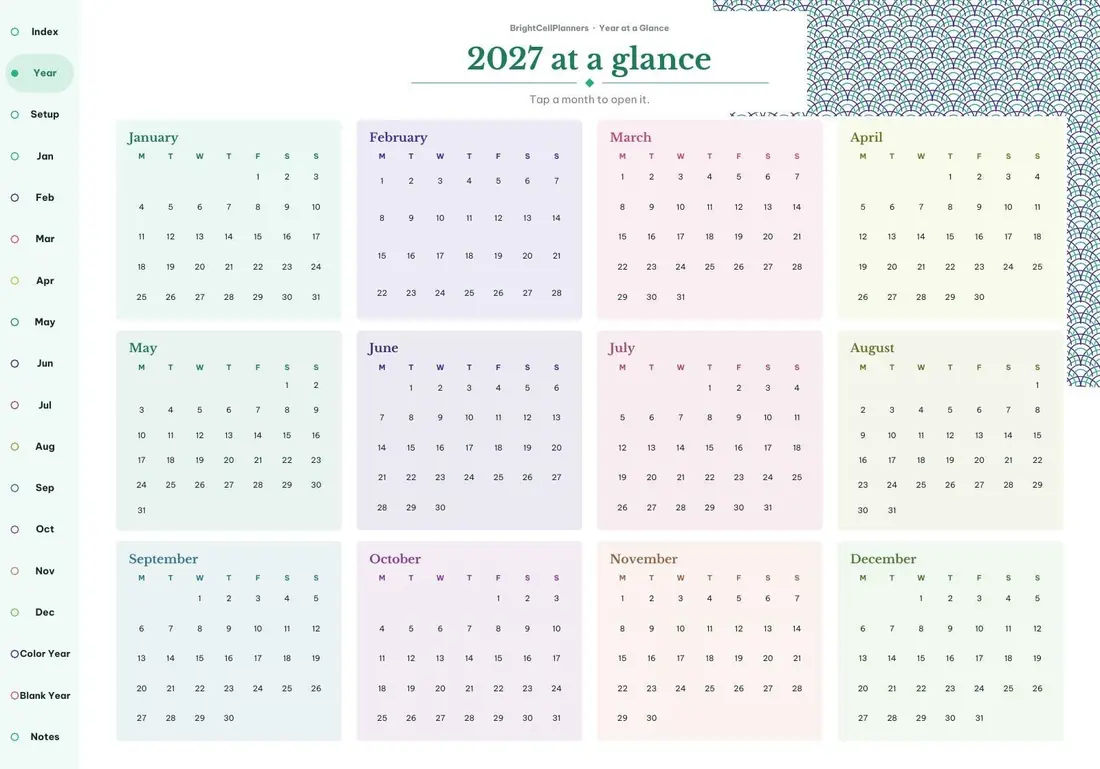 Index
Year
Setup
Jan
Feb
Mar
Apr
May
Jun
Jul
Aug
Sep
Oct
Nov
Dec
Color Year
Blank Year
Notes
BrightCellPlanners · Year at a Glance
2027 at a glance
Tap a month to open it.
January
M T W T F S S
1 2 3
4 5 6 7 8 9 10
11 12 13 14 15 16 17
18 19 20 21 22 23 24
25 26 27 28 29 30 31
February
M T W T F S S
1 2 3 4 5 6 7
8 9 10 11 12 13 14
15 16 17 18 19 20 21
22 23 24 25 26 27 28
March
M T W T F S S
1 2 3 4 5 6 7
8 9 10 11 12 13 14
15 16 17 18 19 20 21
22 23 24 25 26 27 28
29 30 31
April
M T W T F S S
1 2 3 4
5 6 7 8 9 10 11
12 13 14 15 16 17 18
19 20 21 22 23 24 25
26 27 28 29 30
May
M T W T F S S
1 2
3 4 5 6 7 8 9
10 11 12 13 14 15 16
17 18 19 20 21 22 23
24 25 26 27 28 29 30
31
June
M T W T F S S
1 2 3 4 5 6
7 8 9 10 11 12 13
14 15 16 17 18 19 20
21 22 23 24 25 26 27
28 29 30
July
M T W T F S S
1 2 3 4
5 6 7 8 9 10 11
12 13 14 15 16 17 18
19 20 21 22 23 24 25
26 27 28 29 30 31
August
M T W T F S S
1
2 3 4 5 6 7 8
9 10 11 12 13 14 15
16 17 18 19 20 21 22
23 24 25 26 27 28 29
30 31
September
M T W T F S S
1 2 3 4 5
6 7 8 9 10 11 12
13 14 15 16 17 18 19
20 21 22 23 24 25 26
27 28 29 30
October
M T W T F S S
1 2 3
4 5 6 7 8 9 10
11 12 13 14 15 16 17
18 19 20 21 22 23 24
25 26 27 28 29 30 31
November
M T W T F S S
1 2 3 4 5 6 7
8 9 10 11 12 13 14
15 16 17 18 19 20 21
22 23 24 25 26 27 28
29 30
December
M T W T F S S
1 2 3 4 5
6 7 8 9 10 11 12
13 14 15 16 17 18 19
20 21 22 23 24 25 26
27 28 29 30 31